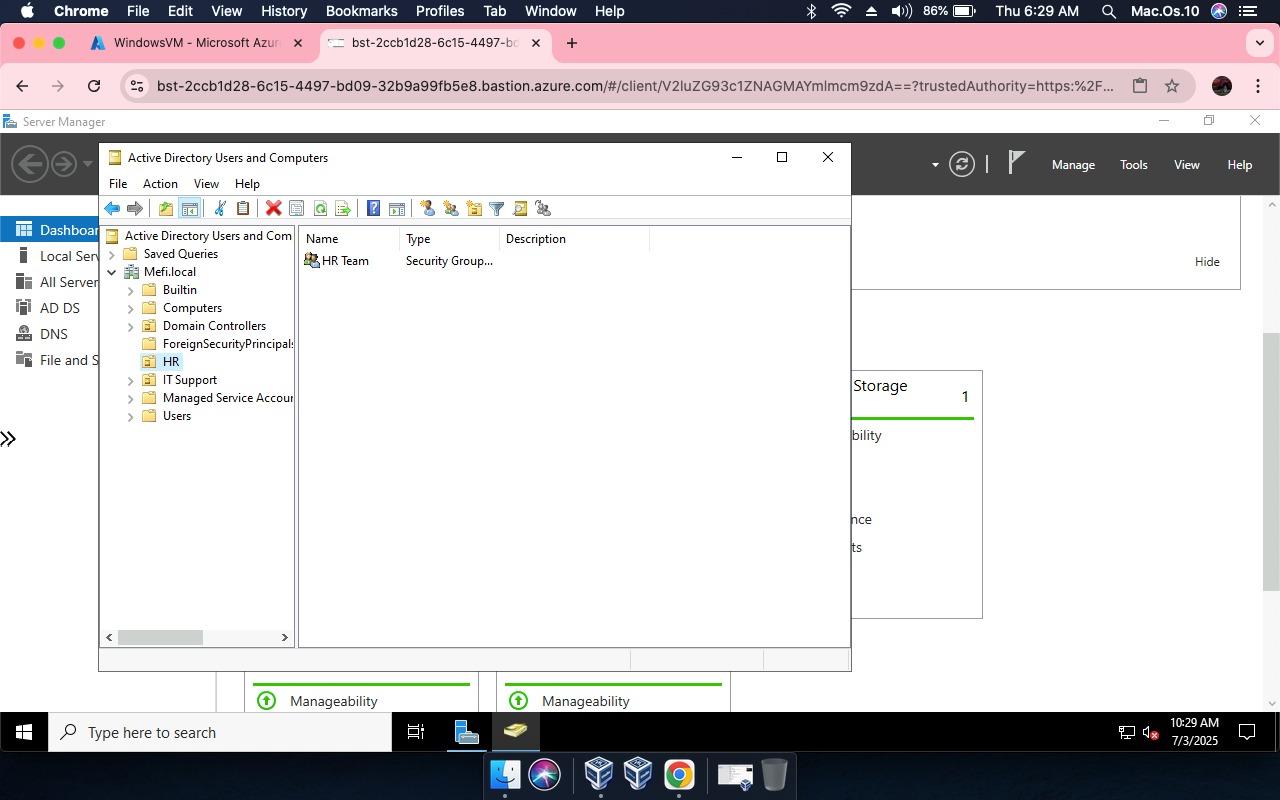 Chrome File Edit View History Bookmarks Profiles Tab Window Help 86% Thu 6:29 AM Mac.Os.10
WindowsVM - Microsoft Azur
bst-2ccb1d28-6c15-4497-bd
bst-2ccb1d28-6c15-4497-bd09-32b9a99fb5e8.bastion.azure.com/#/client/V2luZG93c1ZNAGMAYmlmcm9zdA==?trustedAuthority=https:%2F...
Server Manager
Manage Tools View Help
Active Directory Users and Computers
File Action View Help
Dashboar
Local Serv
All Server
AD DS
DNS
File and S
Active Directory Users and Com
Saved Queries
Mefi.local
Builtin
Computers
Domain Controllers
ForeignSecurityPrincipals
HR
IT Support
Managed Service Accour
Users
Name Type Description
HR Team Security Group...
Hide
Storage
1
bility
nce
ts
Manageability
Manageability
Type here to search
10:29 AM
7/3/2025